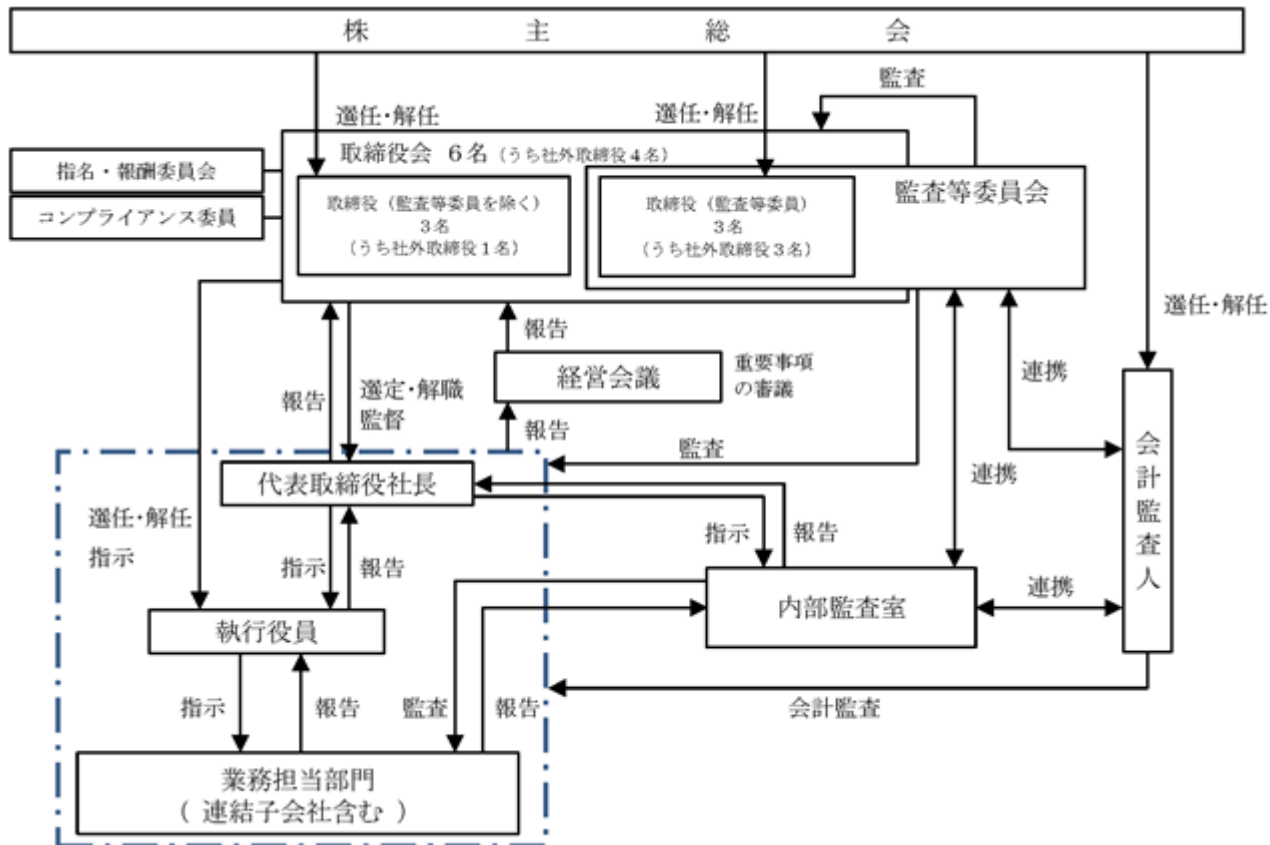 株主総会
監査
選任・解任
選任・解任
取締役会 6名（うち社外取締役4名）
指名・報酬委員会
コンプライアンス委員
取締役（監査等委員を除く）
3名
（うち社外取締役1名）
取締役（監査等委員）
3名
（うち社外取締役3名）
監査等委員会
選任・解任
報告
経営会議
重要事項
の審議
連携
報告
選定・解職
監督
報告
監査
連携
会計監査人
代表取締役社長
選任・解任
指示
指示
報告
指示
報告
内部監査室
連携
執行役員
指示
報告
監査
報告
会計監査
業務担当部門
（ 連結子会社含む ）